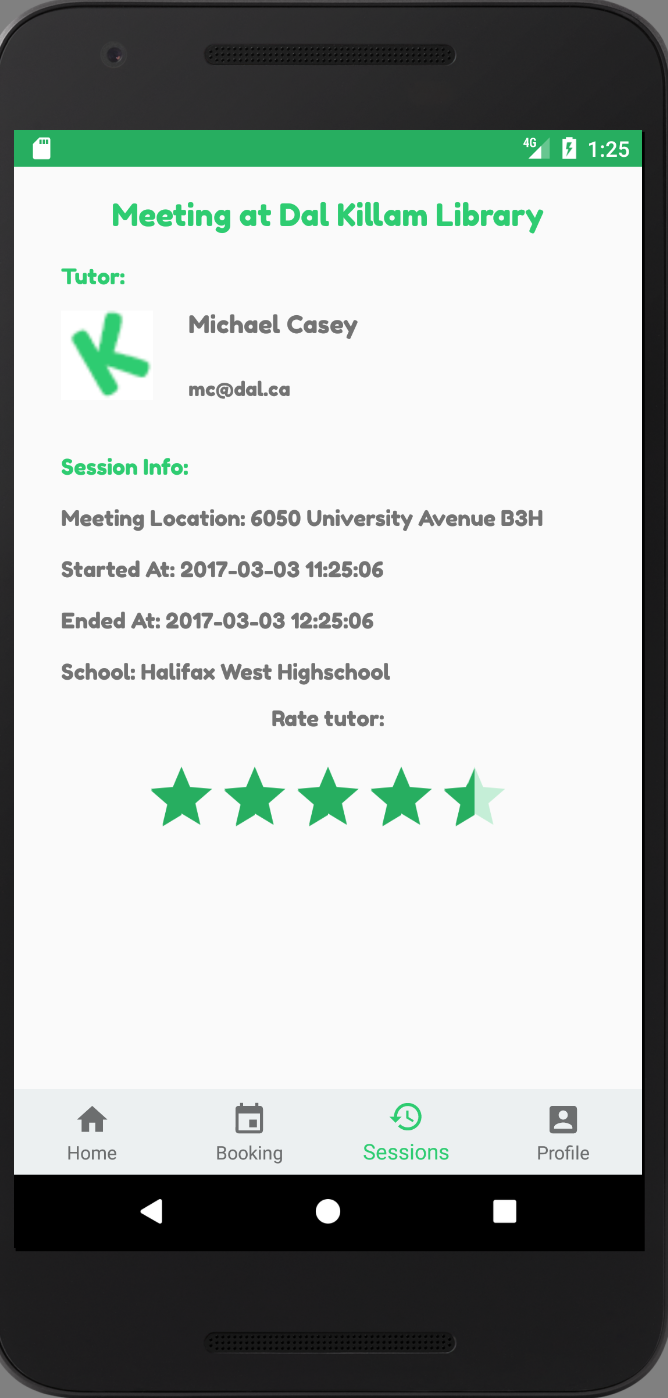 4G 1:25
Meeting at Dal Killam Library
Tutor:
K
Michael Casey
mc@dal.ca
Session Info:
Meeting Location: 6050 University Avenue B3H
Started At: 2017-03-03 11:25:06
Ended At: 2017-03-03 12:25:06
School: Halifax West Highschool
Rate tutor:
Home Booking Sessions Profile